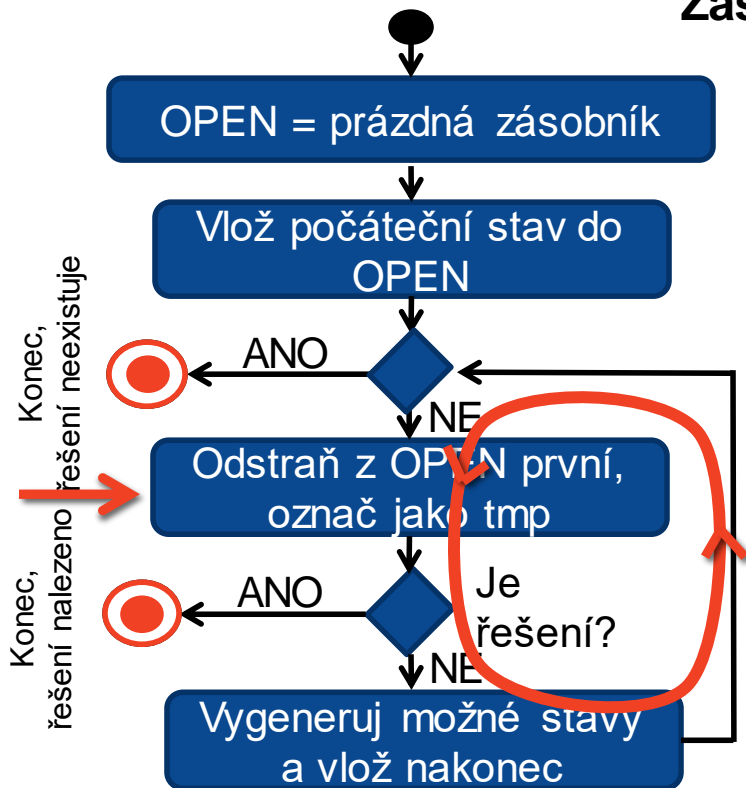 OPEN = prázdná zásobník
Vlož počáteční stav do
OPEN
Konec,
řešení neexistuje
ANO
NE
Odstraň z OPEN první,
označ jako tmp
Konec,
řešení nalezeno
ANO
Je
řešení?
NE
Vygeneruj možné stavy
a vlož nakonec